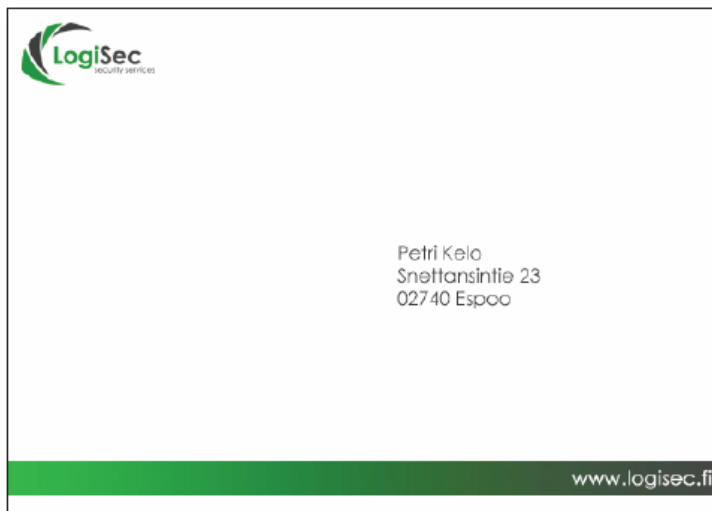 LogiSec
security services
Petri Kelo
Snettansintie 23
02740 Espoo
www.logisec.fi